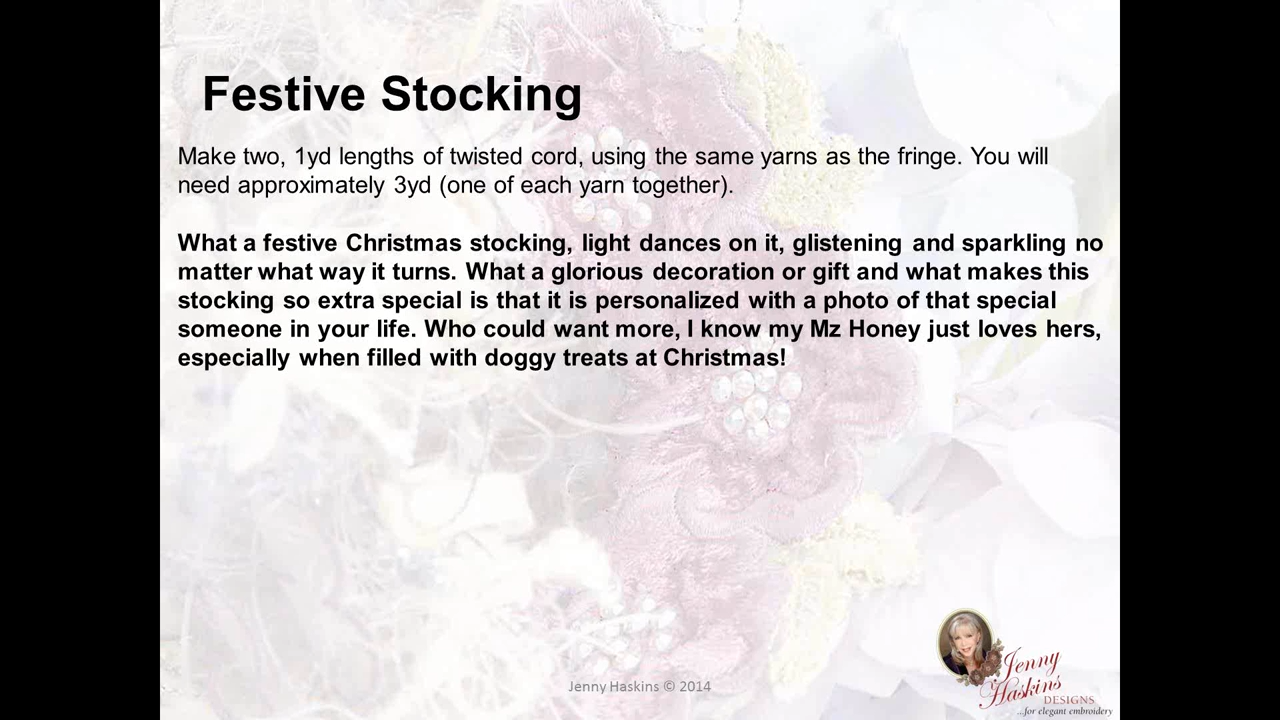 Festive Stocking
Make two, 1yd lengths of twisted cord, using the same yarns as the fringe. You will
need approximately 3yd (one of each yarn together).
What a festive Christmas stocking, light dances on it, glistening and sparkling no
matter what way it turns. What a glorious decoration or gift and what makes this
stocking so extra special is that it is personalized with a photo of that special
someone in your life. Who could want more, I know my Mz Honey just loves hers,
especially when filled with doggy treats at Christmas!
Jenny Haskins © 2014
Jenny
Haskins
DESIGNS
...for elegant embroidery